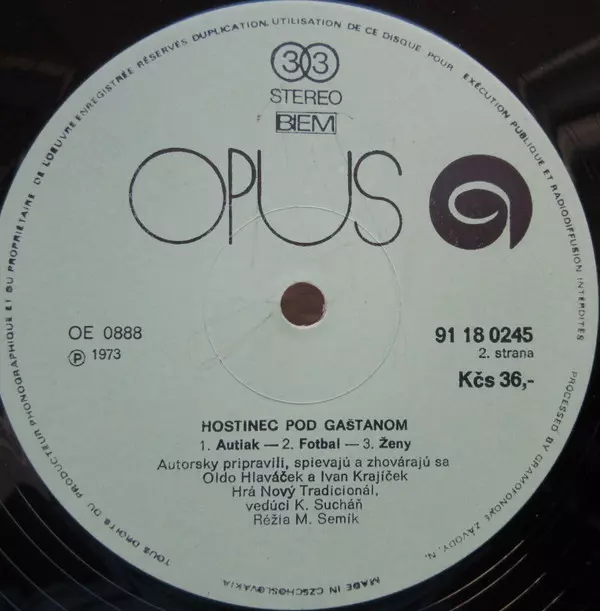 TOUS DROITS DU PRODUCTEUR PHONOGRAPHIQUE ET DU PROPRIÉTAIRE DE L'OEUVRE ENREGISTRÉE RÉSERVÉS DUPLICATION, UTILISATION DE CE DISQUE POUR EXÉCUTION PUBLIQUE ET RADIODIFFUSION INTERDITES
33
STEREO
BIEM
OPUS
OE 0888
Ⓟ 1973
91 18 0245
2. strana
Kčs 36,-
HOSTINEC POD GAŠTANOM
1. Autiak — 2. Fotbal — 3. Ženy
Autorsky pripravili, spievajú a zhovárajú sa
Oldo Hlaváček a Ivan Krajíček
Hrá Nový Tradicionál,
vedúci K. Sucháň
Réžia M. Semík
PROCESSED BY GRAMOFONOVÉ ZÁVODY, N.
MADE IN CZECHOSLOVAKIA